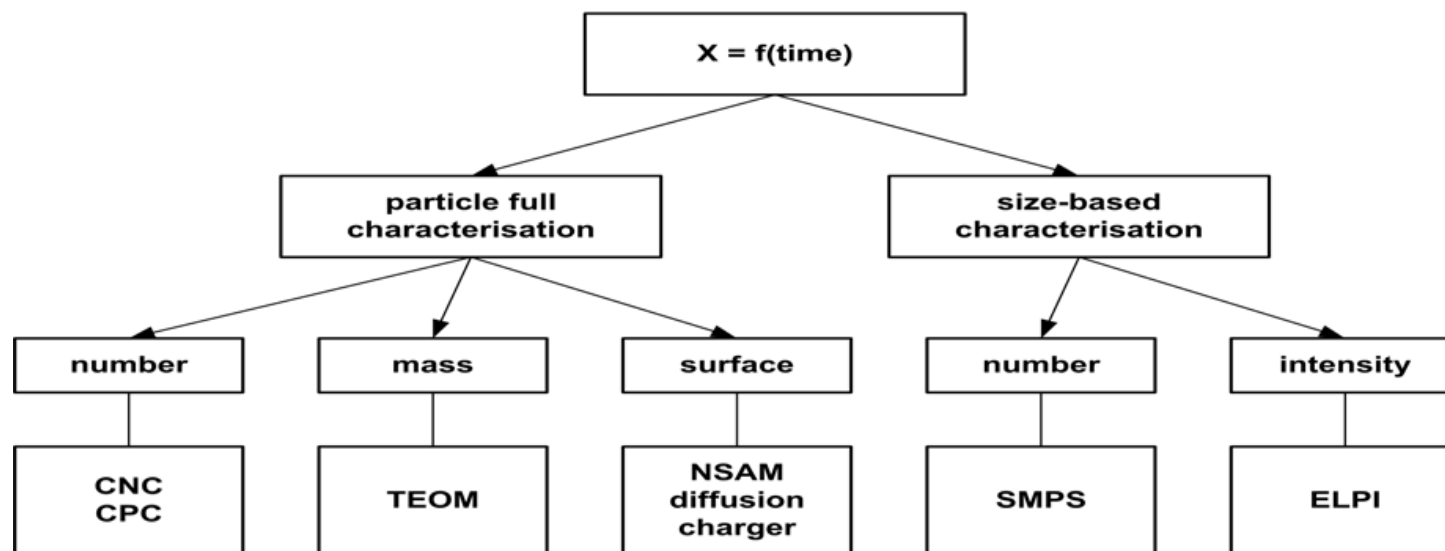 X = f(time)
particle full
characterisation
size-based
characterisation
number
mass
surface
number
intensity
CNC
CPC
TEOM
NSAM
diffusion
charger
SMPS
ELPI